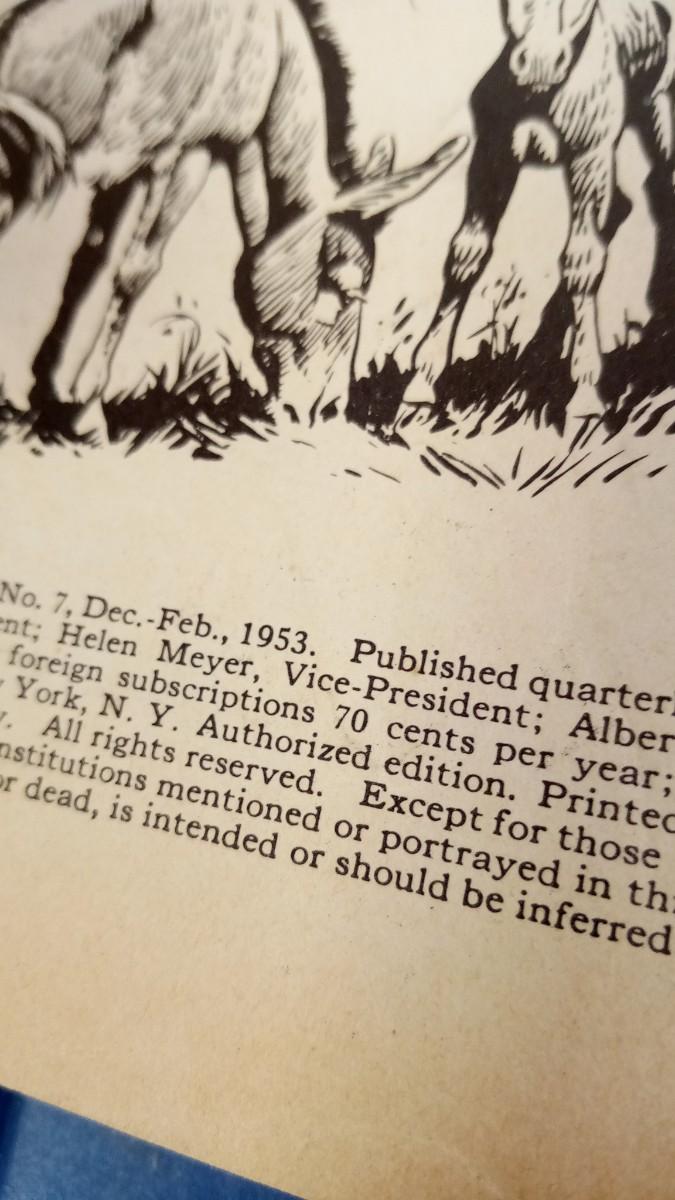 No. 7, Dec.-Feb., 1953. Published quarter
ent; Helen Meyer, Vice-President; Alber
foreign subscriptions 70 cents per year;
York, N. Y. Authorized edition. Printed
y. All rights reserved. Except for those
nstitutions mentioned or portrayed in th
or dead, is intended or should be inferred